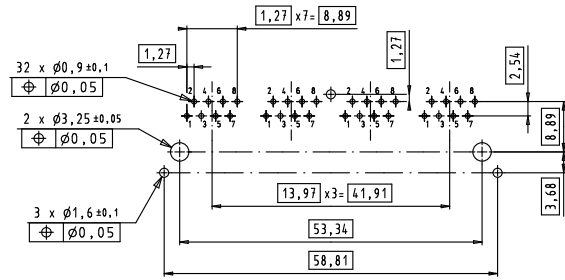 1,27 x7= 8,89
1,27
1,27
2,54
32 x Ø0,9 ±0,1
Ø0,05
2 4 6 8 2 4 6 8 2 4 6 8 2 4 6 8
1 3 5 7 1 3 5 7 1 3 5 7 1 3 5 7
2 x Ø3,25 ±0,05
Ø0,05
8,89
3,68
13,97 x3= 41,91
3 x Ø1,6 ±0,1
Ø0,05
53,34
58,81